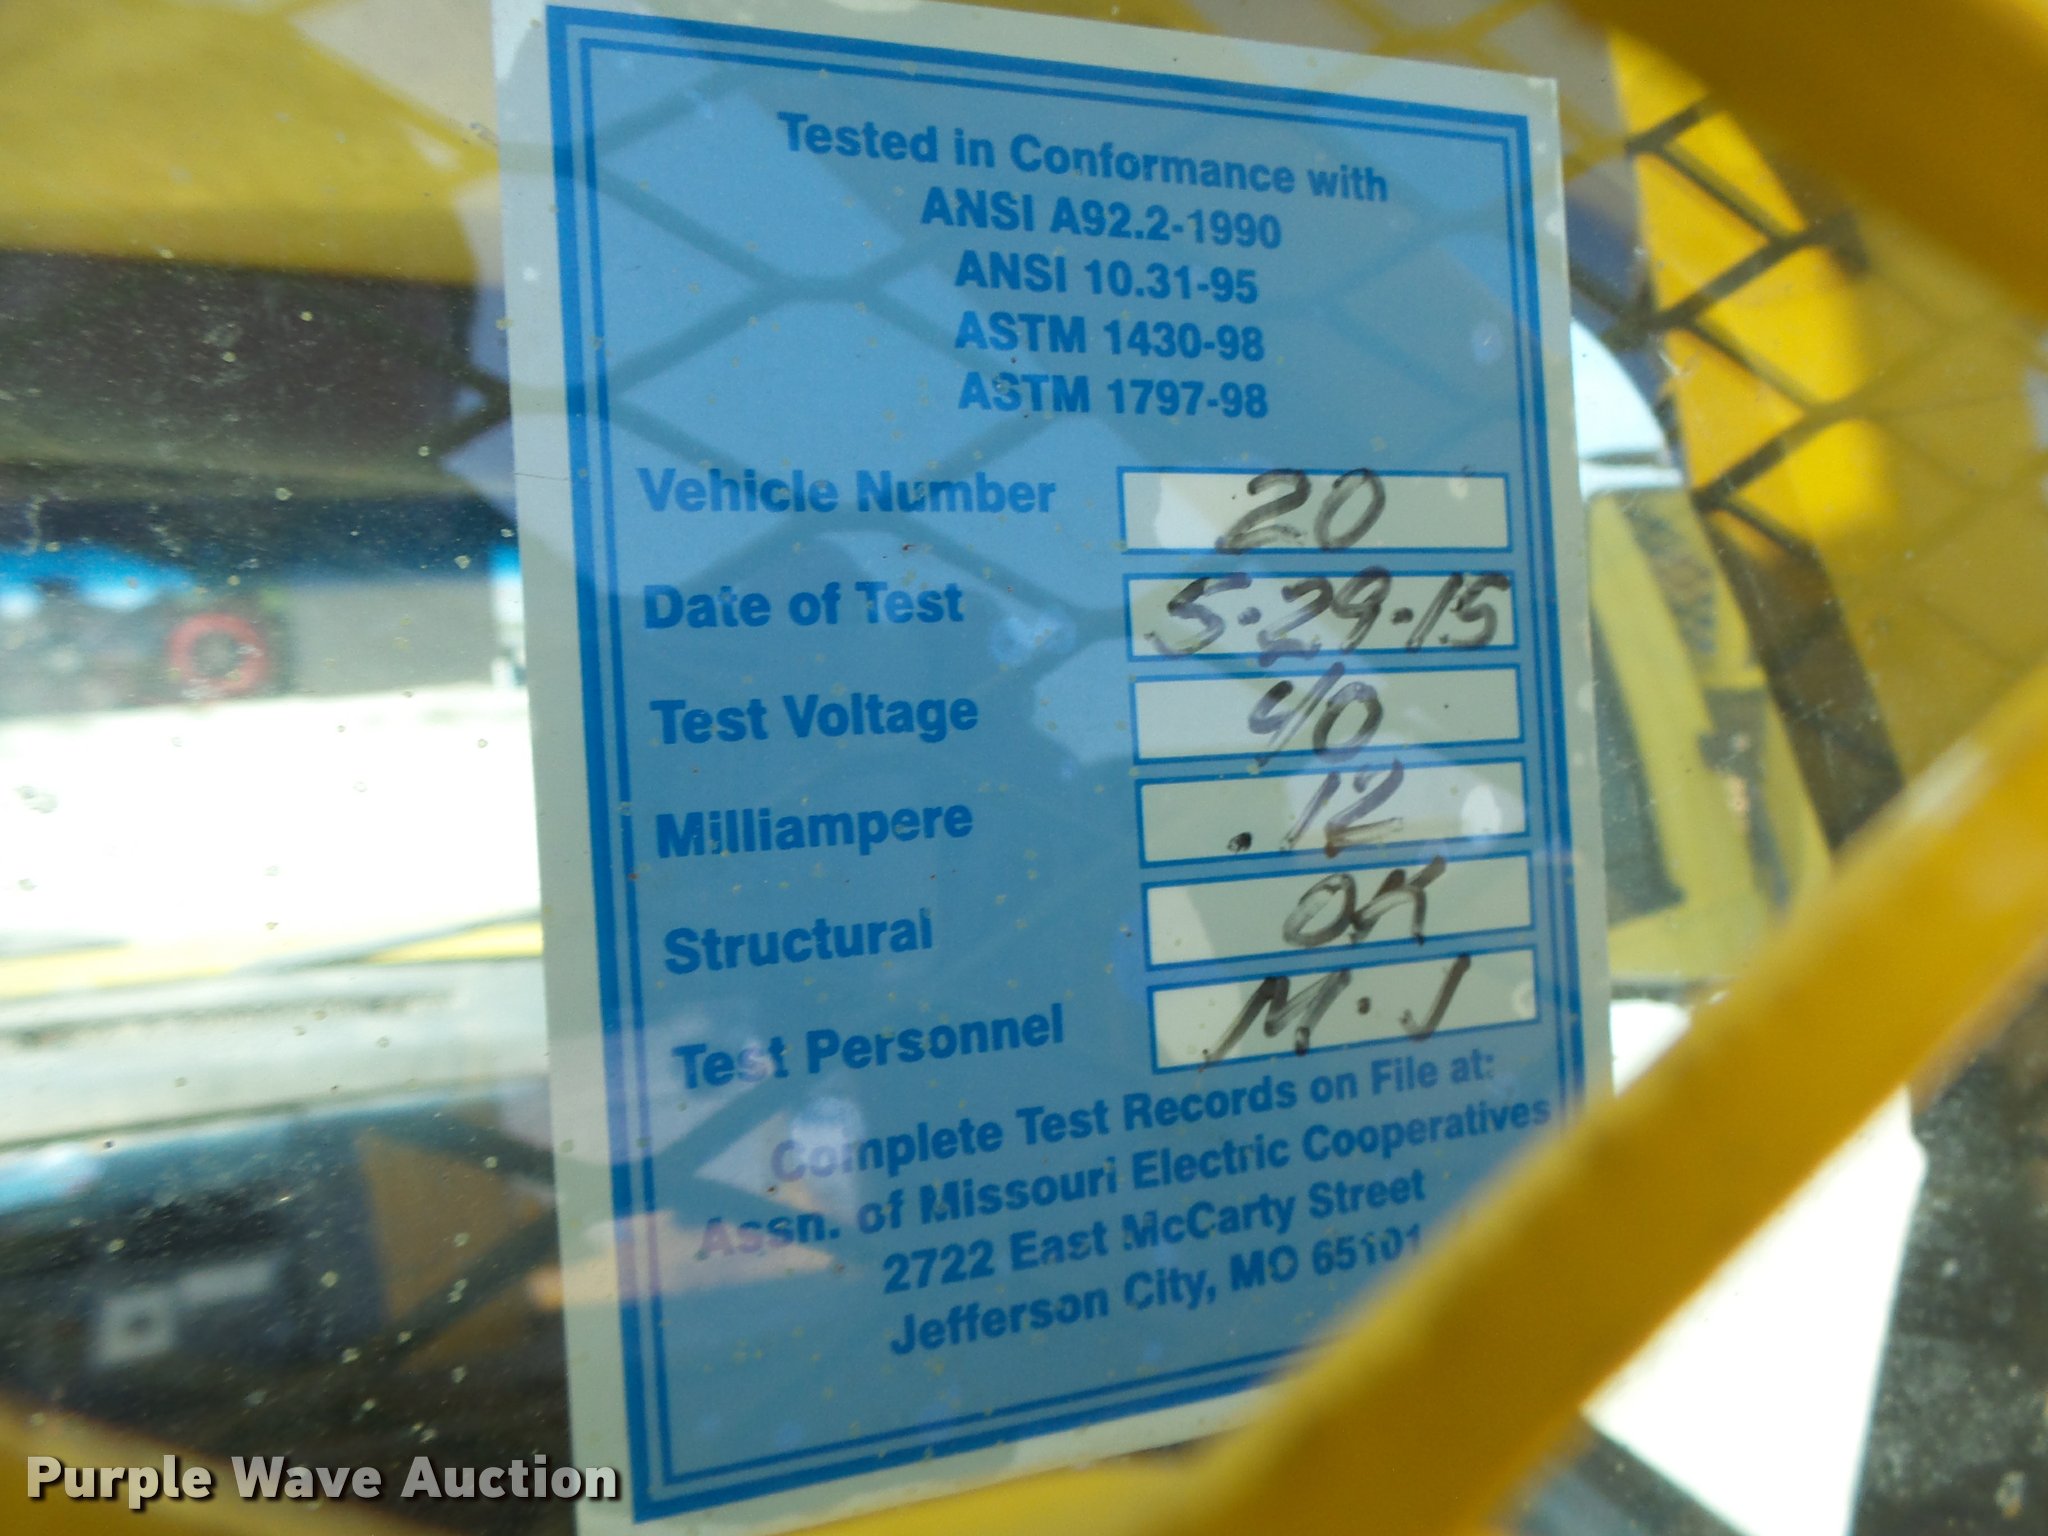 Tested in Conformance with
ANSI A92.2-1990
ANSI 10.31-95
ASTM 1430-98
ASTM 1797-98
Vehicle Number 20
Date of Test 5·29·15
Test Voltage 40
Milliampere .12
Structural OK
Test Personnel M.J
Complete Test Records on File at:
Assn. of Missouri Electric Cooperatives
2722 East McCarty Street
Jefferson City, MO 65101
Purple Wave Auction